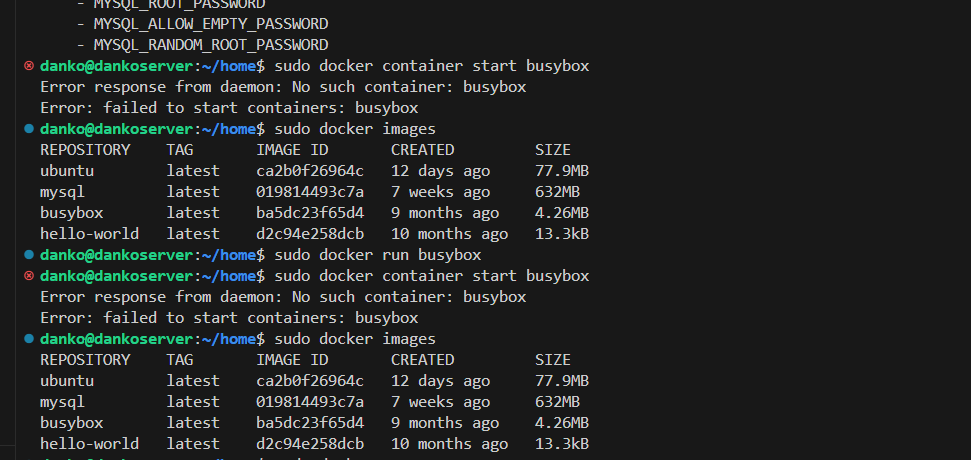 - MYSQL_ROOT_PASSWORD
- MYSQL_ALLOW_EMPTY_PASSWORD
- MYSQL_RANDOM_ROOT_PASSWORD
danko@dankoserver:~/home$ sudo docker container start busybox
Error response from daemon: No such container: busybox
Error: failed to start containers: busybox
danko@dankoserver:~/home$ sudo docker images
REPOSITORY    TAG       IMAGE ID       CREATED         SIZE
ubuntu        latest    ca2b0f26964c   12 days ago     77.9MB
mysql         latest    019814493c7a   7 weeks ago     632MB
busybox       latest    ba5dc23f65d4   9 months ago    4.26MB
hello-world   latest    d2c94e258dcb   10 months ago   13.3kB
danko@dankoserver:~/home$ sudo docker run busybox
danko@dankoserver:~/home$ sudo docker container start busybox
Error response from daemon: No such container: busybox
Error: failed to start containers: busybox
danko@dankoserver:~/home$ sudo docker images
REPOSITORY    TAG       IMAGE ID       CREATED         SIZE
ubuntu        latest    ca2b0f26964c   12 days ago     77.9MB
mysql         latest    019814493c7a   7 weeks ago     632MB
busybox       latest    ba5dc23f65d4   9 months ago    4.26MB
hello-world   latest    d2c94e258dcb   10 months ago   13.3kB